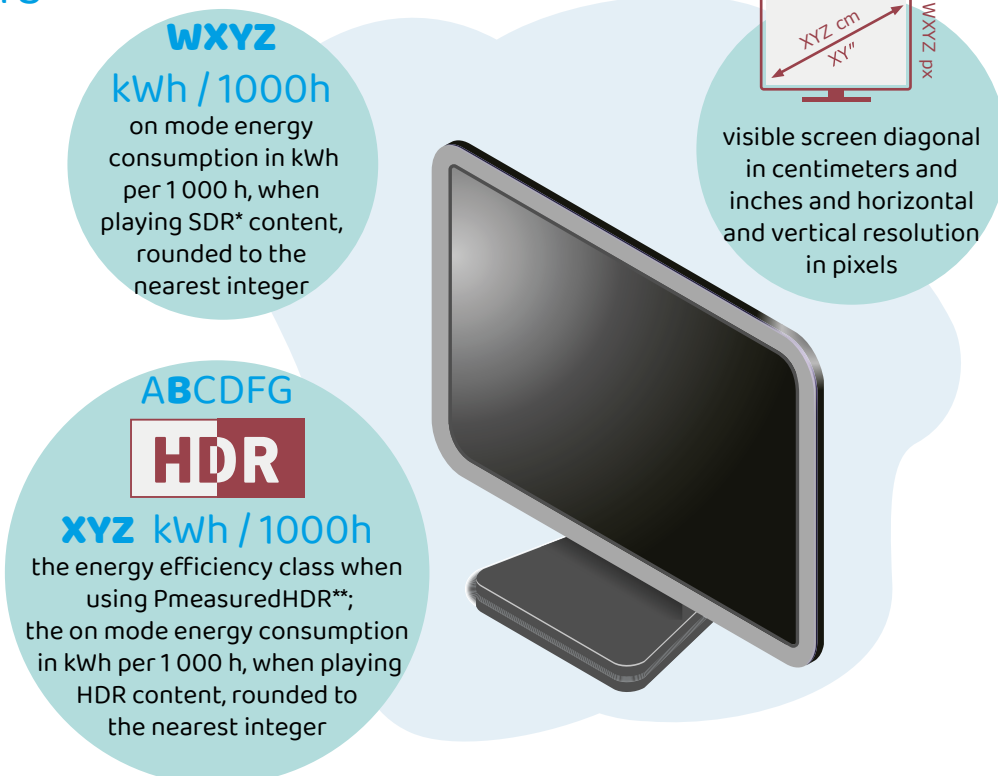 WXYZ
kWh / 1000h
on mode energy
consumption in kWh
per 1 000 h, when
playing SDR* content,
rounded to the
nearest integer
XYZ cm
XY"
WXYZ px
visible screen diagonal
in centimeters and
inches and horizontal
and vertical resolution
in pixels
ABCDFG
HDR
XYZ kWh / 1000h
the energy efficiency class when
using PmeasuredHDR**;
the on mode energy consumption
in kWh per 1 000 h, when playing
HDR content, rounded to
the nearest integer